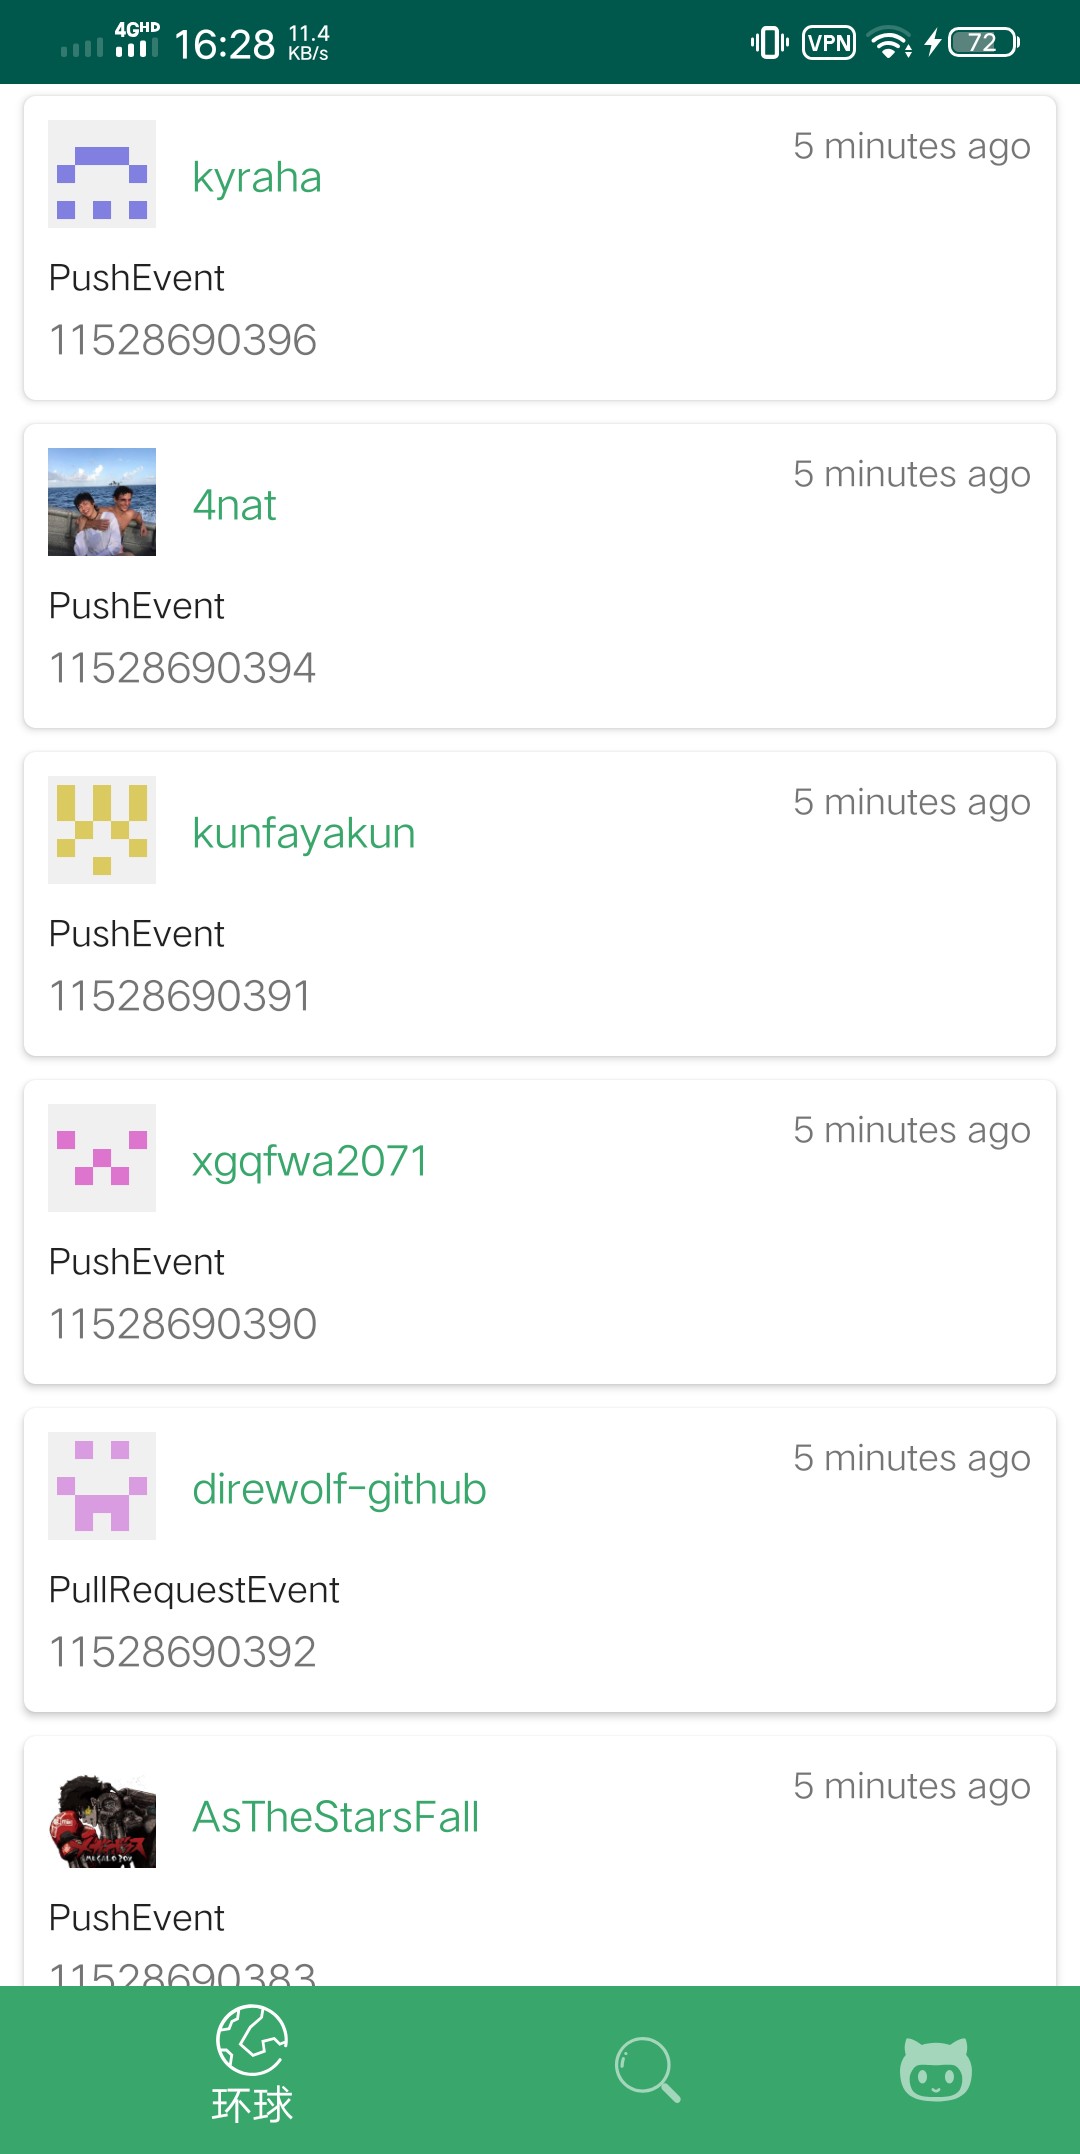 4GHD 16:28 11.4 KB/s VPN 72
kyraha 5 minutes ago
PushEvent
11528690396
4nat 5 minutes ago
PushEvent
11528690394
kunfayakun 5 minutes ago
PushEvent
11528690391
xgqfwa2071 5 minutes ago
PushEvent
11528690390
direwolf-github 5 minutes ago
PullRequestEvent
11528690392
AsTheStarsFall 5 minutes ago
PushEvent
11528690383
环球